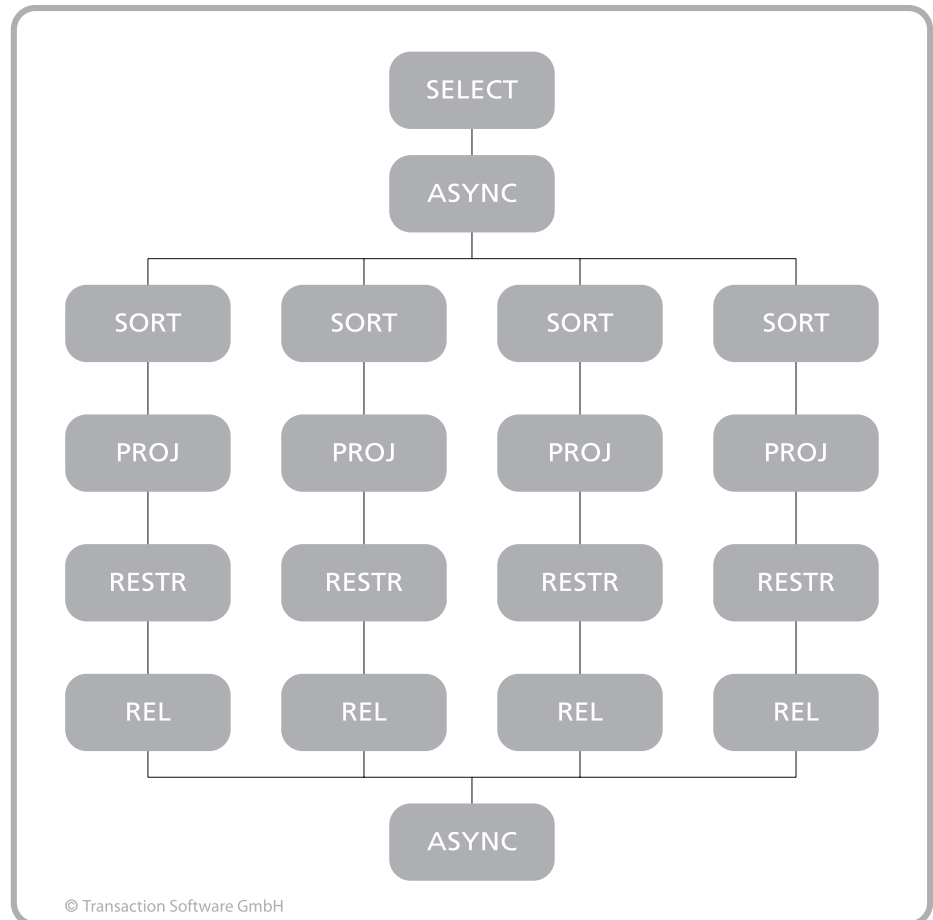 SELECT
ASYNC
SORT SORT SORT SORT
PROJ PROJ PROJ PROJ
RESTR RESTR RESTR RESTR
REL REL REL REL
ASYNC
© Transaction Software GmbH